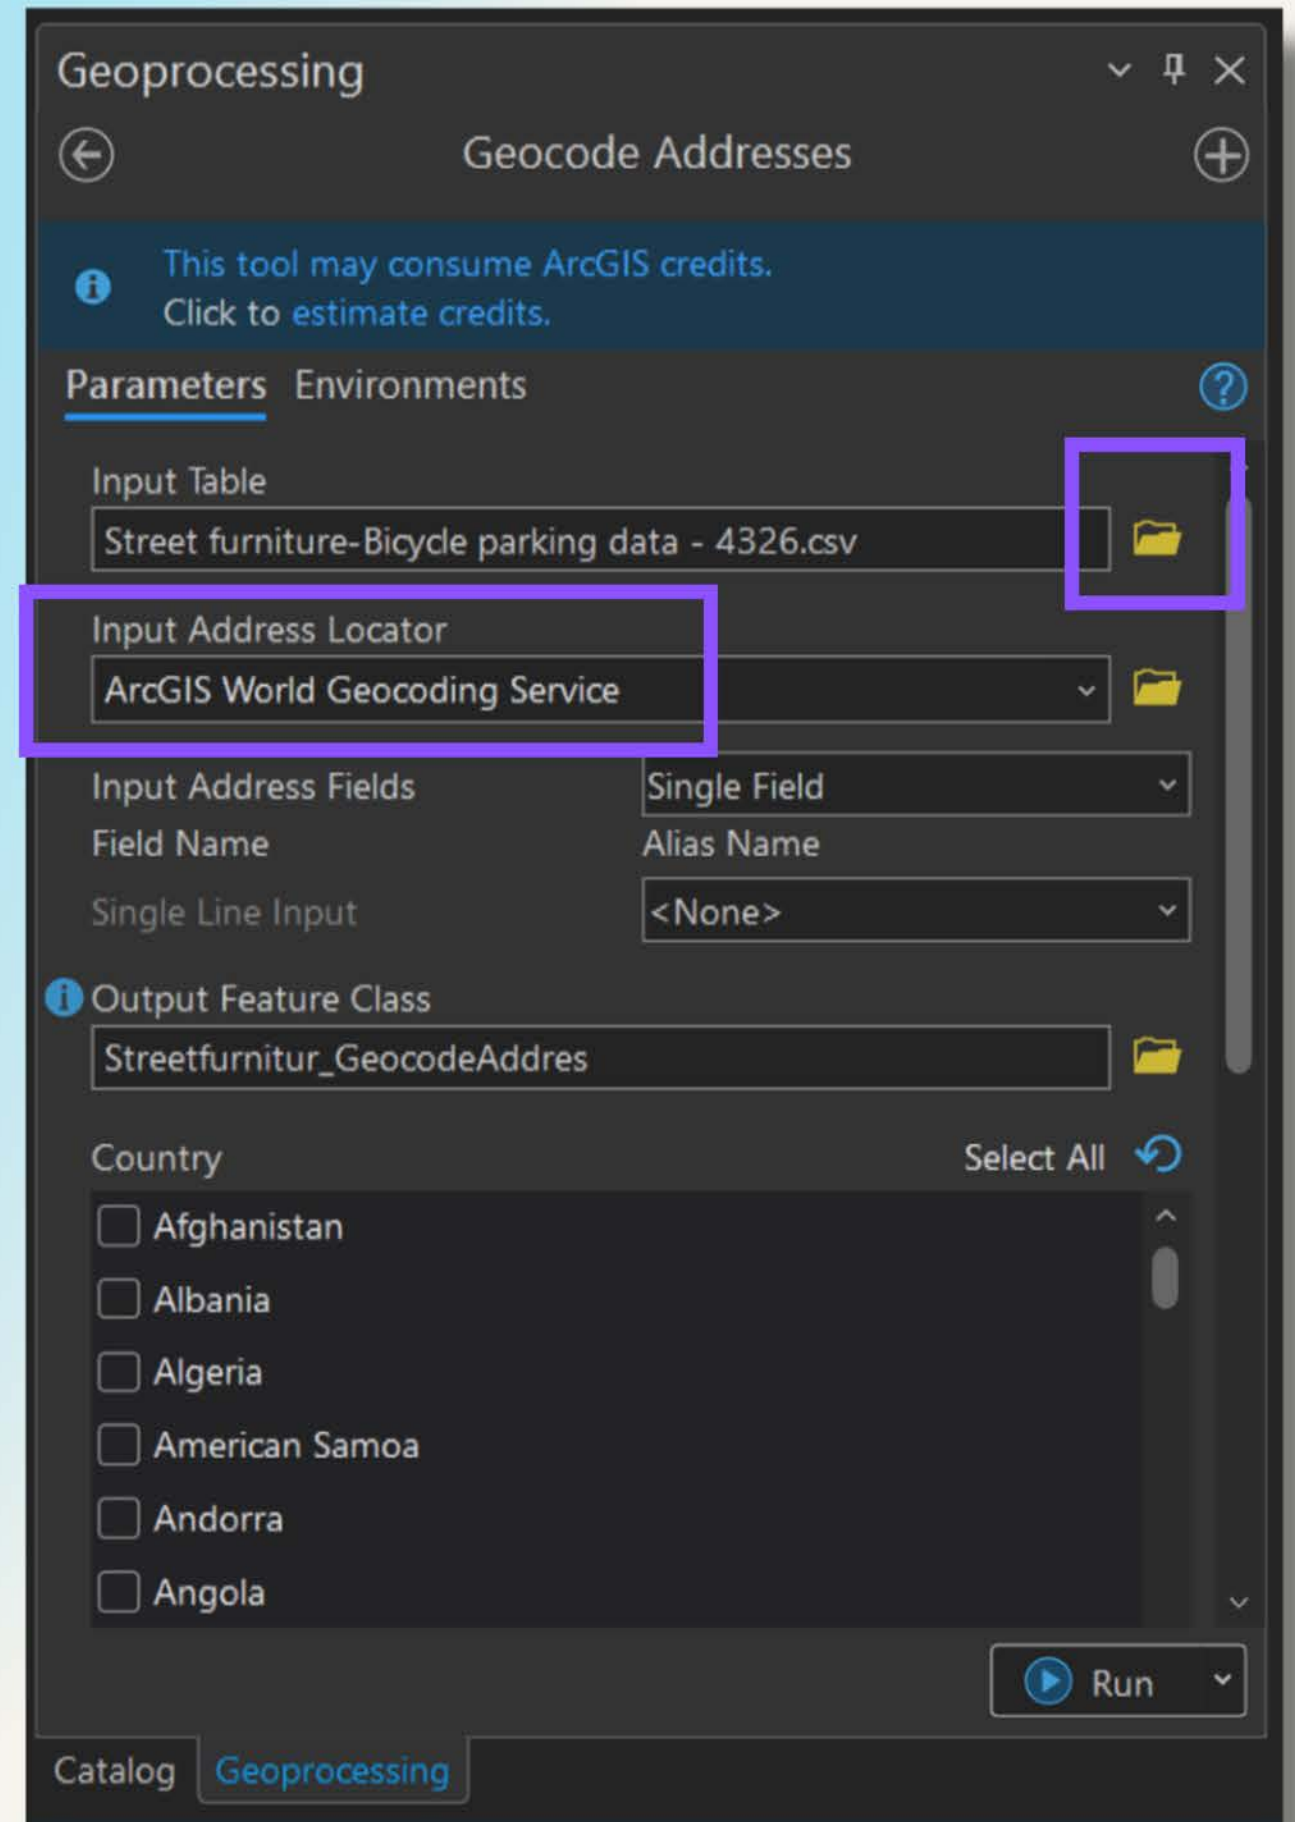 Geoprocessing
Geocode Addresses
This tool may consume ArcGIS credits.
Click to estimate credits.
Parameters Environments
Input Table
Street furniture-Bicycle parking data - 4326.csv
Input Address Locator
ArcGIS World Geocoding Service
Input Address Fields Single Field
Field Name Alias Name
Single Line Input <None>
Output Feature Class
Streetfurnitur_GeocodeAddres
Country Select All
Afghanistan
Albania
Algeria
American Samoa
Andorra
Angola
Run
Catalog Geoprocessing